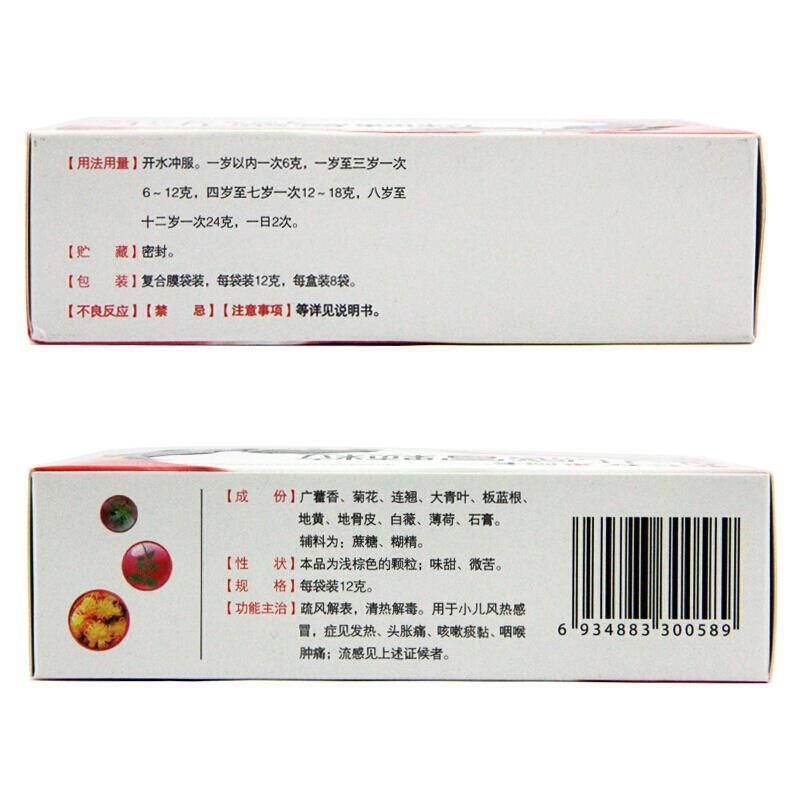 【用法用量】开水冲服。一岁以内一次6克，一岁至三岁一次
6～12克，四岁至七岁一次12～18克，八岁至
十二岁一次24克，一日2次。
【贮 藏】密封。
【包 装】复合膜袋装，每袋装12克，每盒装8袋。
【不良反应】【禁 忌】【注意事项】等详见说明书。
【成 份】广藿香、菊花、连翘、大青叶、板蓝根、
地黄、地骨皮、白薇、薄荷、石膏。
辅料为；蔗糖、糊精。
【性 状】本品为浅棕色的颗粒；味甜、微苦。
【规 格】每袋装12克。
【功能主治】疏风解表，清热解毒。用于小儿风热感
冒，症见发热、头胀痛、咳嗽痰黏、咽喉
肿痛；流感见上述证候者。
6 934883 300589